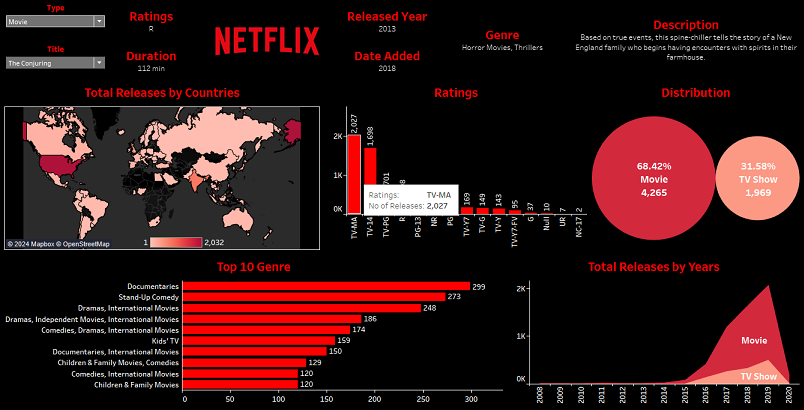 Type
Movie
Title
The Conjuring
Ratings
R
Duration
112 min
NETFLIX
Released Year
2013
Date Added
2018
Genre
Horror Movies, Thrillers
Description
Based on true events, this spine-chiller tells the story of a New
England family who begins having encounters with spirits in their
farmhouse.
Total Releases by Countries
© 2024 Mapbox © OpenStreetMap
1
2,032
Ratings
2K
1K
0K
2,027
1,698
701
8
169
149
143
95
37
10
7
2
Ratings: TV-MA
No of Releases: 2,027
TV-MA
TV-14
TV-PG
R
PG-13
NR
PG
TV-Y7
TV-G
TV-Y
TV-Y7-FV
G
Null
UR
NC-17
Distribution
68.42%
Movie
4,265
31.58%
TV Show
1,969
Top 10 Genre
Documentaries 299
Stand-Up Comedy 273
Dramas, International Movies 248
Dramas, Independent Movies, International Movies 186
Comedies, Dramas, International Movies 174
Kids' TV 159
Documentaries, International Movies 150
Children & Family Movies, Comedies 129
Comedies, International Movies 120
Children & Family Movies 120
0 50 100 150 200 250 300
Total Releases by Years
2K
1K
0K
Movie
TV Show
2008 2009 2010 2011 2012 2013 2014 2015 2016 2017 2018 2019 2020